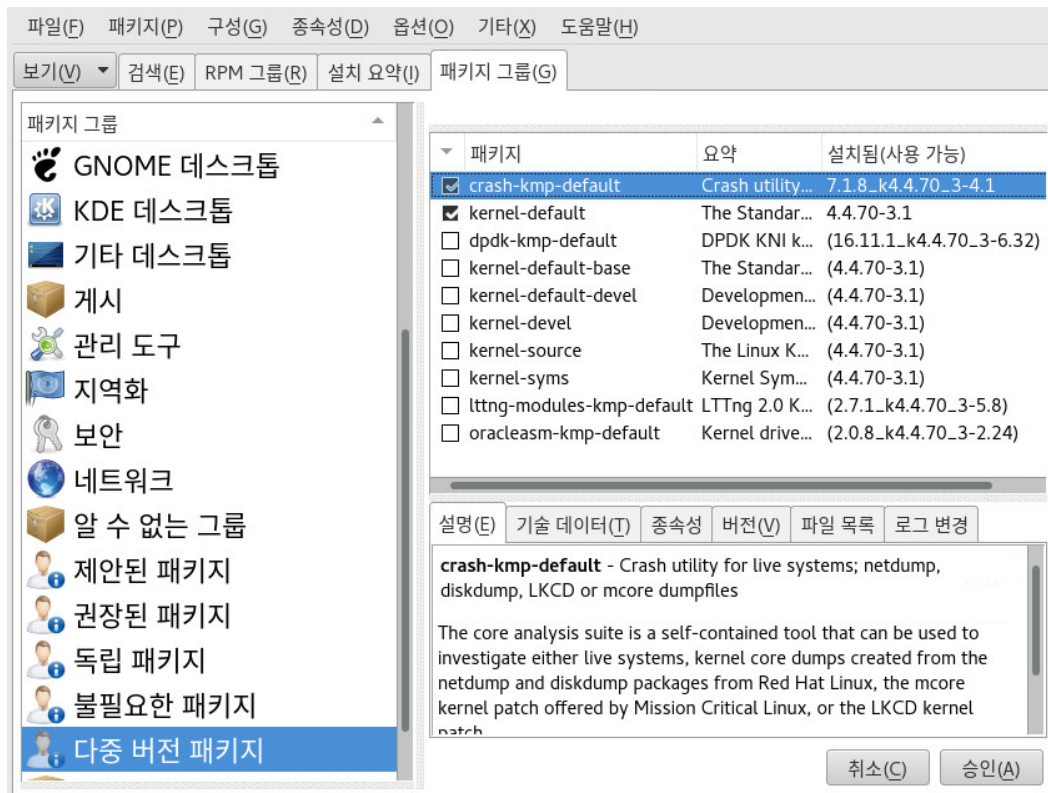 파일(F) 패키지(P) 구성(G) 종속성(D) 옵션(O) 기타(X) 도움말(H)
보기(V) 검색(E) RPM 그룹(R) 설치 요약(I) 패키지 그룹(G)
패키지 그룹
GNOME 데스크톱
KDE 데스크톱
기타 데스크톱
게시
관리 도구
지역화
보안
네트워크
알 수 없는 그룹
제안된 패키지
권장된 패키지
독립 패키지
불필요한 패키지
다중 버전 패키지
패키지 요약 설치됨(사용 가능)
crash-kmp-default Crash utility... 7.1.8_k4.4.70_3-4.1
kernel-default The Standar... 4.4.70-3.1
dpdk-kmp-default DPDK KNI k... (16.11.1_k4.4.70_3-6.32)
kernel-default-base The Standar... (4.4.70-3.1)
kernel-default-devel Developmen... (4.4.70-3.1)
kernel-devel Developmen... (4.4.70-3.1)
kernel-source The Linux K... (4.4.70-3.1)
kernel-syms Kernel Sym... (4.4.70-3.1)
lttng-modules-kmp-default LTTng 2.0 K... (2.7.1_k4.4.70_3-5.8)
oracleasm-kmp-default Kernel drive... (2.0.8_k4.4.70_3-2.24)
설명(E) 기술 데이터(T) 종속성 버전(V) 파일 목록 로그 변경
crash-kmp-default - Crash utility for live systems; netdump,
diskdump, LKCD or mcore dumpfiles
The core analysis suite is a self-contained tool that can be used to
investigate either live systems, kernel core dumps created from the
netdump and diskdump packages from Red Hat Linux, the mcore
kernel patch offered by Mission Critical Linux, or the LKCD kernel
patch
취소(C) 승인(A)